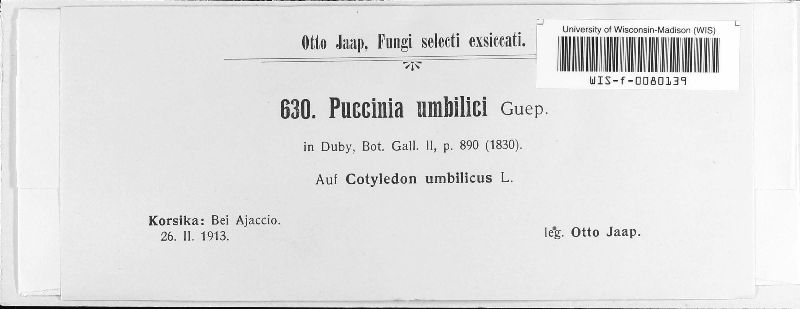 Otto Jaap, Fungi selecti exsiccati.
University of Wisconsin-Madison (WIS)
WIS-f-0080139
630. Puccinia umbilici Guep.
in Duby, Bot. Gall. II, p. 890 (1830).
Auf Cotyledon umbilicus L.
Korsika: Bei Ajaccio.
26. II. 1913.
leg. Otto Jaap.